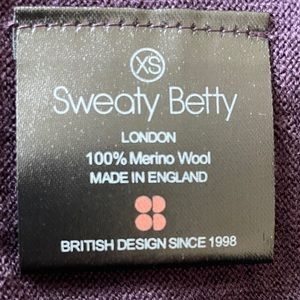 XS
Sweaty Betty
LONDON
100% Merino Wool
MADE IN ENGLAND
BRITISH DESIGN SINCE 1998